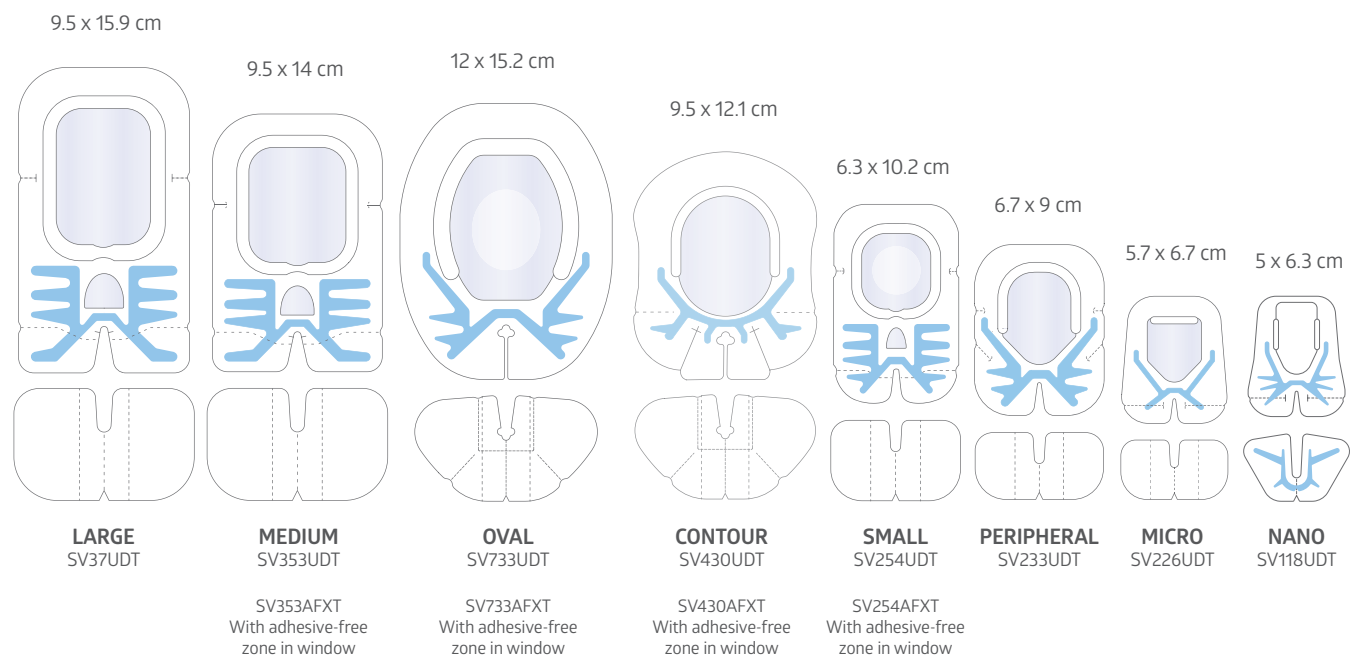 9.5 x 15.9 cm
9.5 x 14 cm
12 x 15.2 cm
9.5 x 12.1 cm
6.3 x 10.2 cm
6.7 x 9 cm
5.7 x 6.7 cm
5 x 6.3 cm
LARGE
SV37UDT
MEDIUM
SV353UDT
SV353AFXT
With adhesive-free
zone in window
OVAL
SV733UDT
SV733AFXT
With adhesive-free
zone in window
CONTOUR
SV430UDT
SV430AFXT
With adhesive-free
zone in window
SMALL
SV254UDT
SV254AFXT
With adhesive-free
zone in window
PERIPHERAL
SV233UDT
MICRO
SV226UDT
NANO
SV118UDT